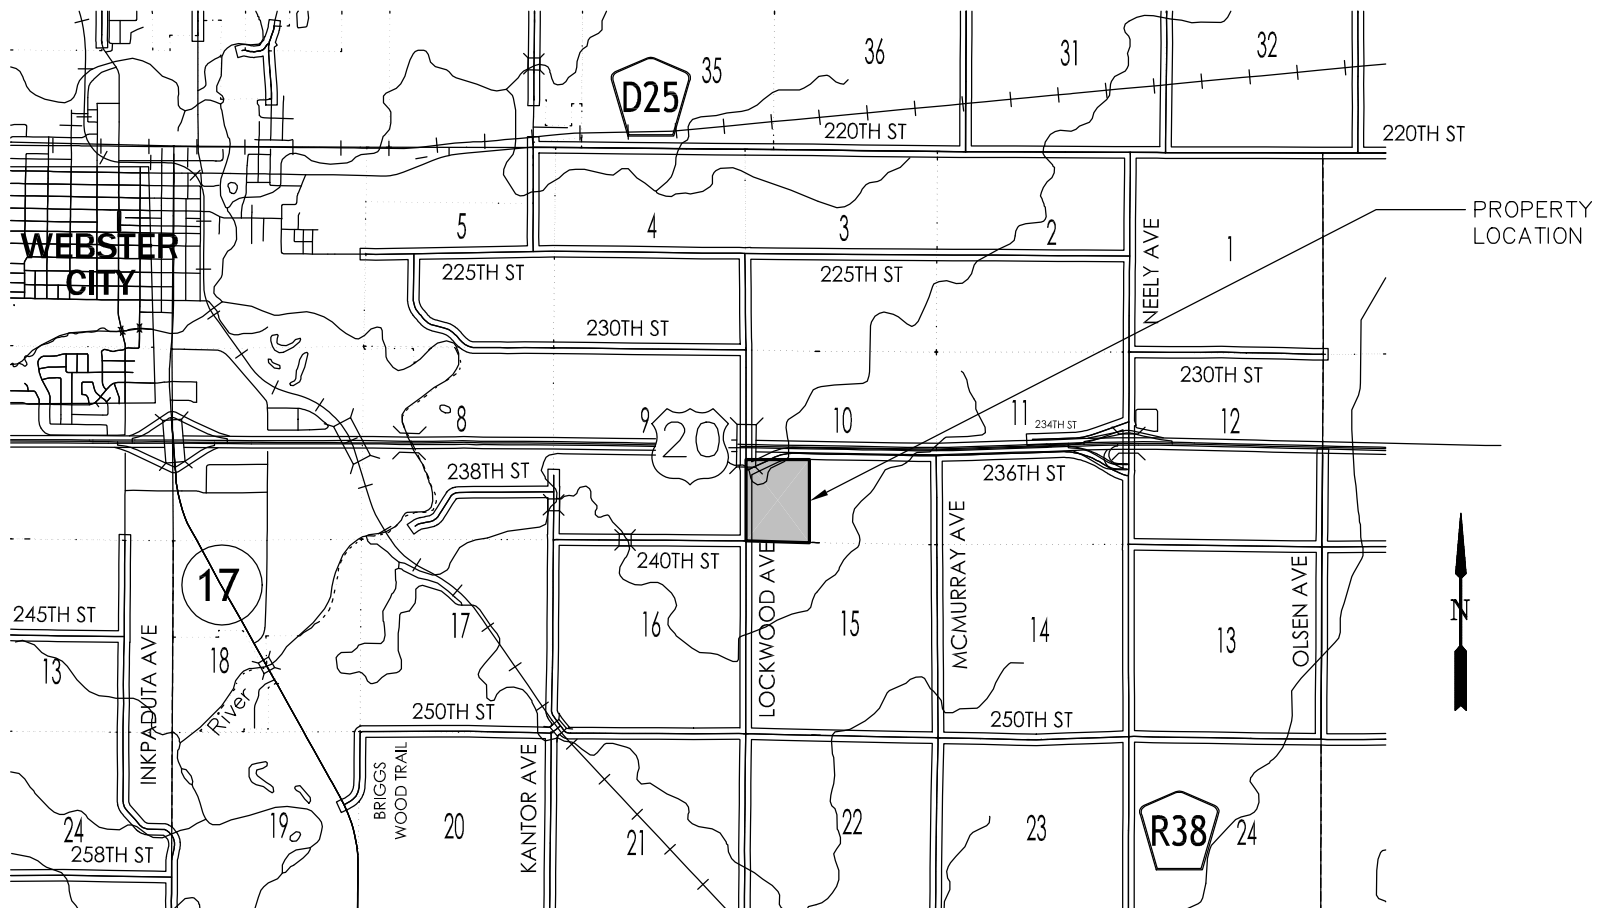 36
31
32
35
D25
220TH ST
220TH ST
PROPERTY
LOCATION
5
4
3
2
1
WEBSTER
CITY
225TH ST
225TH ST
NEELY AVE
230TH ST
230TH ST
8
9
20
10
11
234TH ST
12
238TH ST
236TH ST
240TH ST
LOCKWOOD AVE
MCMURRAY AVE
OLSEN AVE
17
N
245TH ST
13
INKPADUTA AVE
18
River
17
16
15
14
13
250TH ST
250TH ST
BRIGGS
WOOD TRAIL
KANTOR AVE
24
258TH ST
19
20
21
22
23
R38
24